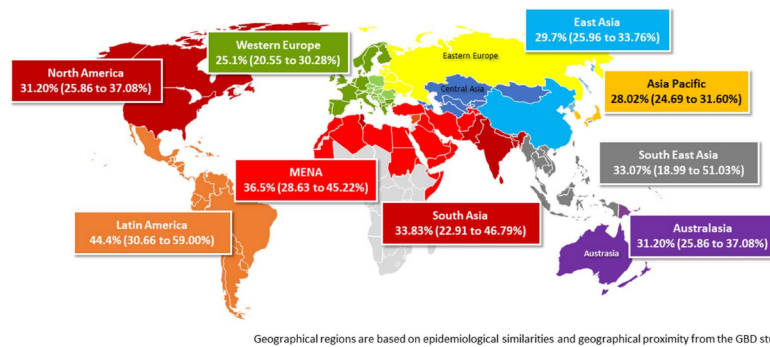 East Asia
29.7% (25.96 to 33.76%)
Western Europe
25.1% (20.55 to 30.28%)
Eastern Europe
North America
31.20% (25.86 to 37.08%)
Central Asia
Asia Pacific
28.02% (24.69 to 31.60%)
South East Asia
33.07% (18.99 to 51.03%)
MENA
36.5% (28.63 to 45.22%)
Latin America
44.4% (30.66 to 59.00%)
South Asia
33.83% (22.91 to 46.79%)
Australasia
31.20% (25.86 to 37.08%)
Austrasia
Geographical regions are based on epidemiological similarities and geographical proximity from the GBD